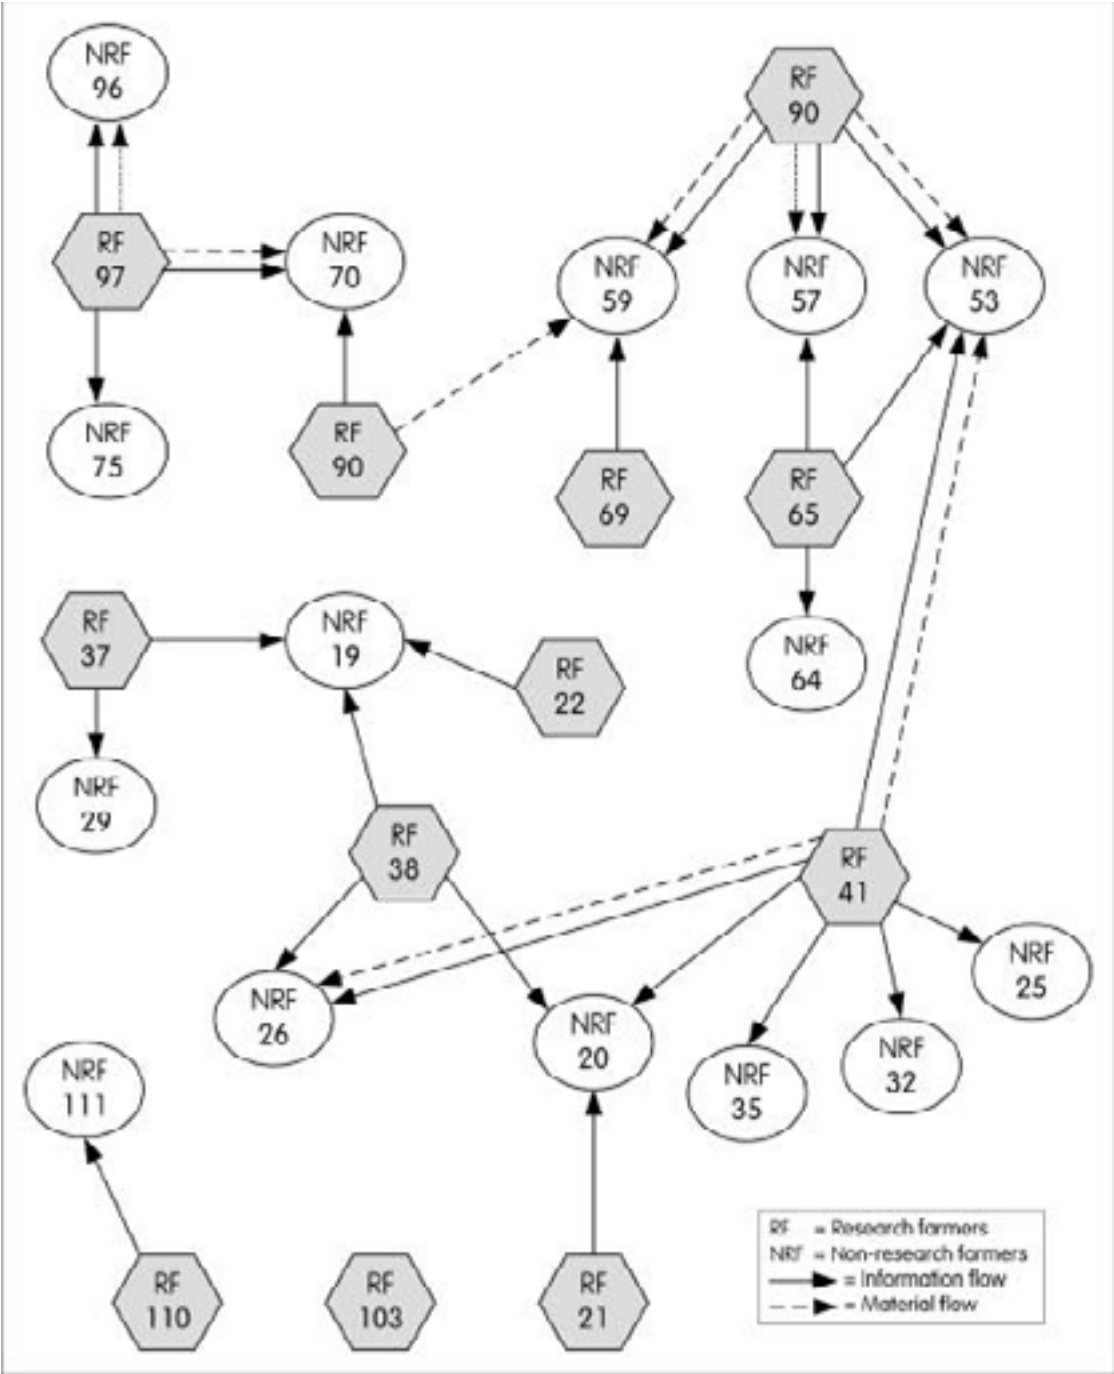 NRF
96
RF
90
RF
97
NRF
70
NRF
59
NRF
57
NRF
53
NRF
75
RF
90
RF
69
RF
65
RF
37
NRF
19
RF
22
NRF
64
NRF
29
RF
38
RF
41
NRF
26
NRF
20
NRF
25
NRF
32
NRF
35
NRF
111
RF
110
RF
103
RF
21
RF = Research farmers
NRF = Non-research farmers
= Information flow
= Material flow